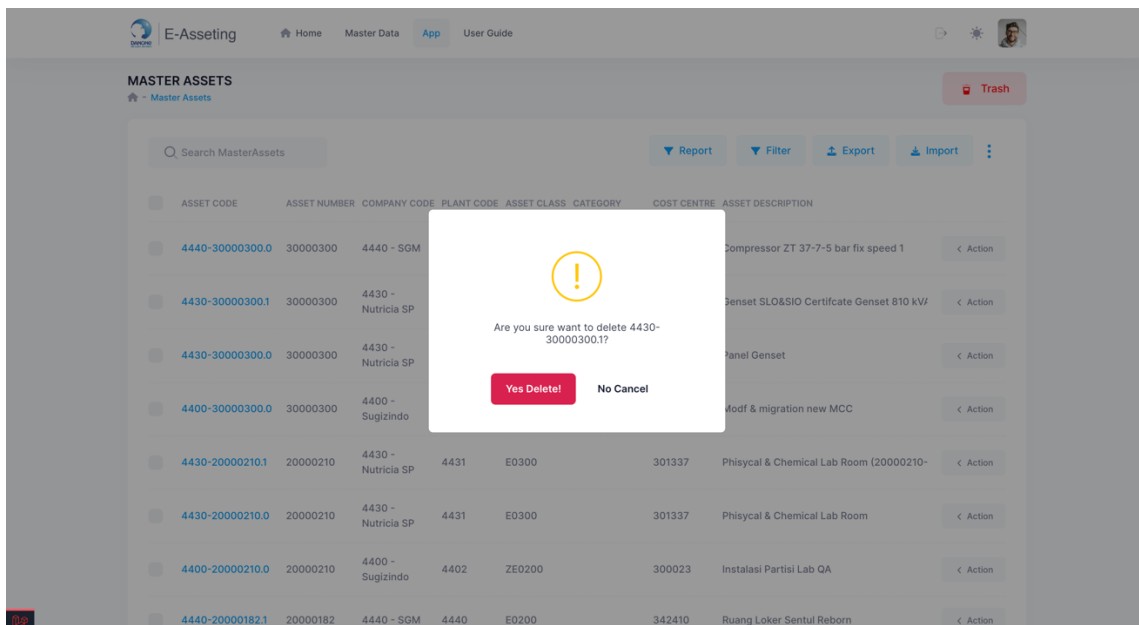 DANONE
E-Asseting
Home
Master Data
App
User Guide
MASTER ASSETS
- Master Assets
Trash
Search MasterAssets
Report
Filter
Export
Import
ASSET CODE ASSET NUMBER COMPANY CODE PLANT CODE ASSET CLASS CATEGORY COST CENTRE ASSET DESCRIPTION
4440-30000300.0 30000300 4440 - SGM Compressor ZT 37-7-5 bar fix speed 1 < Action
4430-30000300.1 30000300 4430 -
Nutricia SP
Genset SLO&SIO Certifcate Genset 810 kVA < Action
4430-30000300.0 30000300 4430 -
Nutricia SP
Panel Genset < Action
4400-30000300.0 30000300 4400 -
Sugizindo
Modf & migration new MCC < Action
!
Are you sure want to delete 4430-
30000300.1?
Yes Delete!
No Cancel
4430-20000210.1 20000210 4430 -
Nutricia SP
4431 E0300 301337 Phisycal & Chemical Lab Room (20000210- < Action
4430-20000210.0 20000210 4430 -
Nutricia SP
4431 E0300 301337 Phisycal & Chemical Lab Room < Action
4400-20000210.0 20000210 4400 -
Sugizindo
4402 ZE0200 300023 Instalasi Partisi Lab QA < Action
4440-20000182.1 20000182 4440 - SGM 4440 E0200 342410 Ruang Loker Sentul Reborn < Action